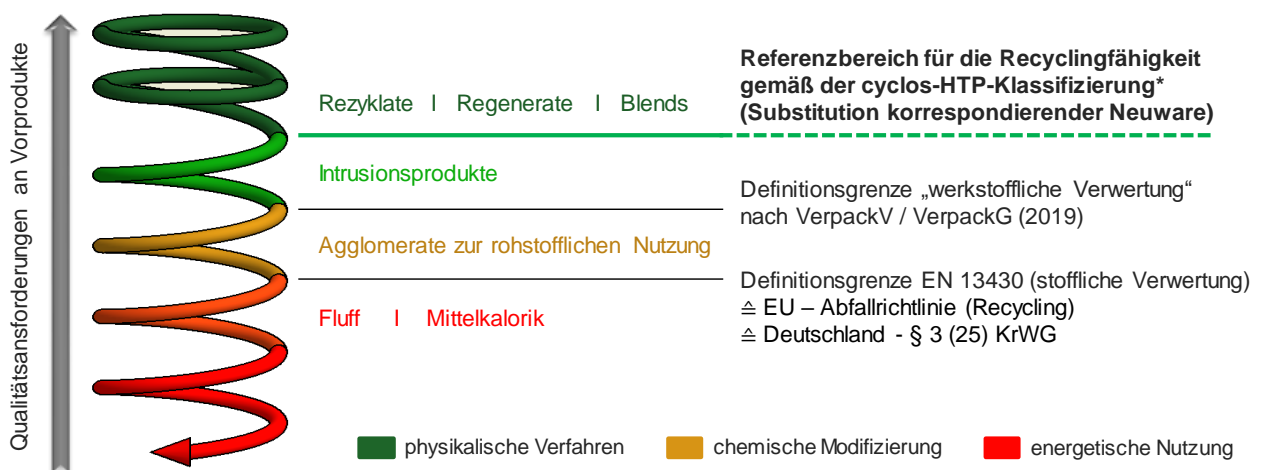 Qualitätsansforderungen an Vorprodukte
Referenzbereich für die Recyclingfähigkeit
gemäß der cyclos-HTP-Klassifizierung*
(Substitution korrespondierender Neuware)
Rezyklate I Regenerate I Blends
Intrusionsprodukte
Definitionsgrenze „werkstoffliche Verwertung“
nach VerpackV / VerpackG (2019)
Agglomerate zur rohstofflichen Nutzung
Definitionsgrenze EN 13430 (stoffliche Verwertung)
≙ EU – Abfallrichtlinie (Recycling)
≙ Deutschland - § 3 (25) KrWG
Fluff I Mittelkalorik
physikalische Verfahren
chemische Modifizierung
energetische Nutzung